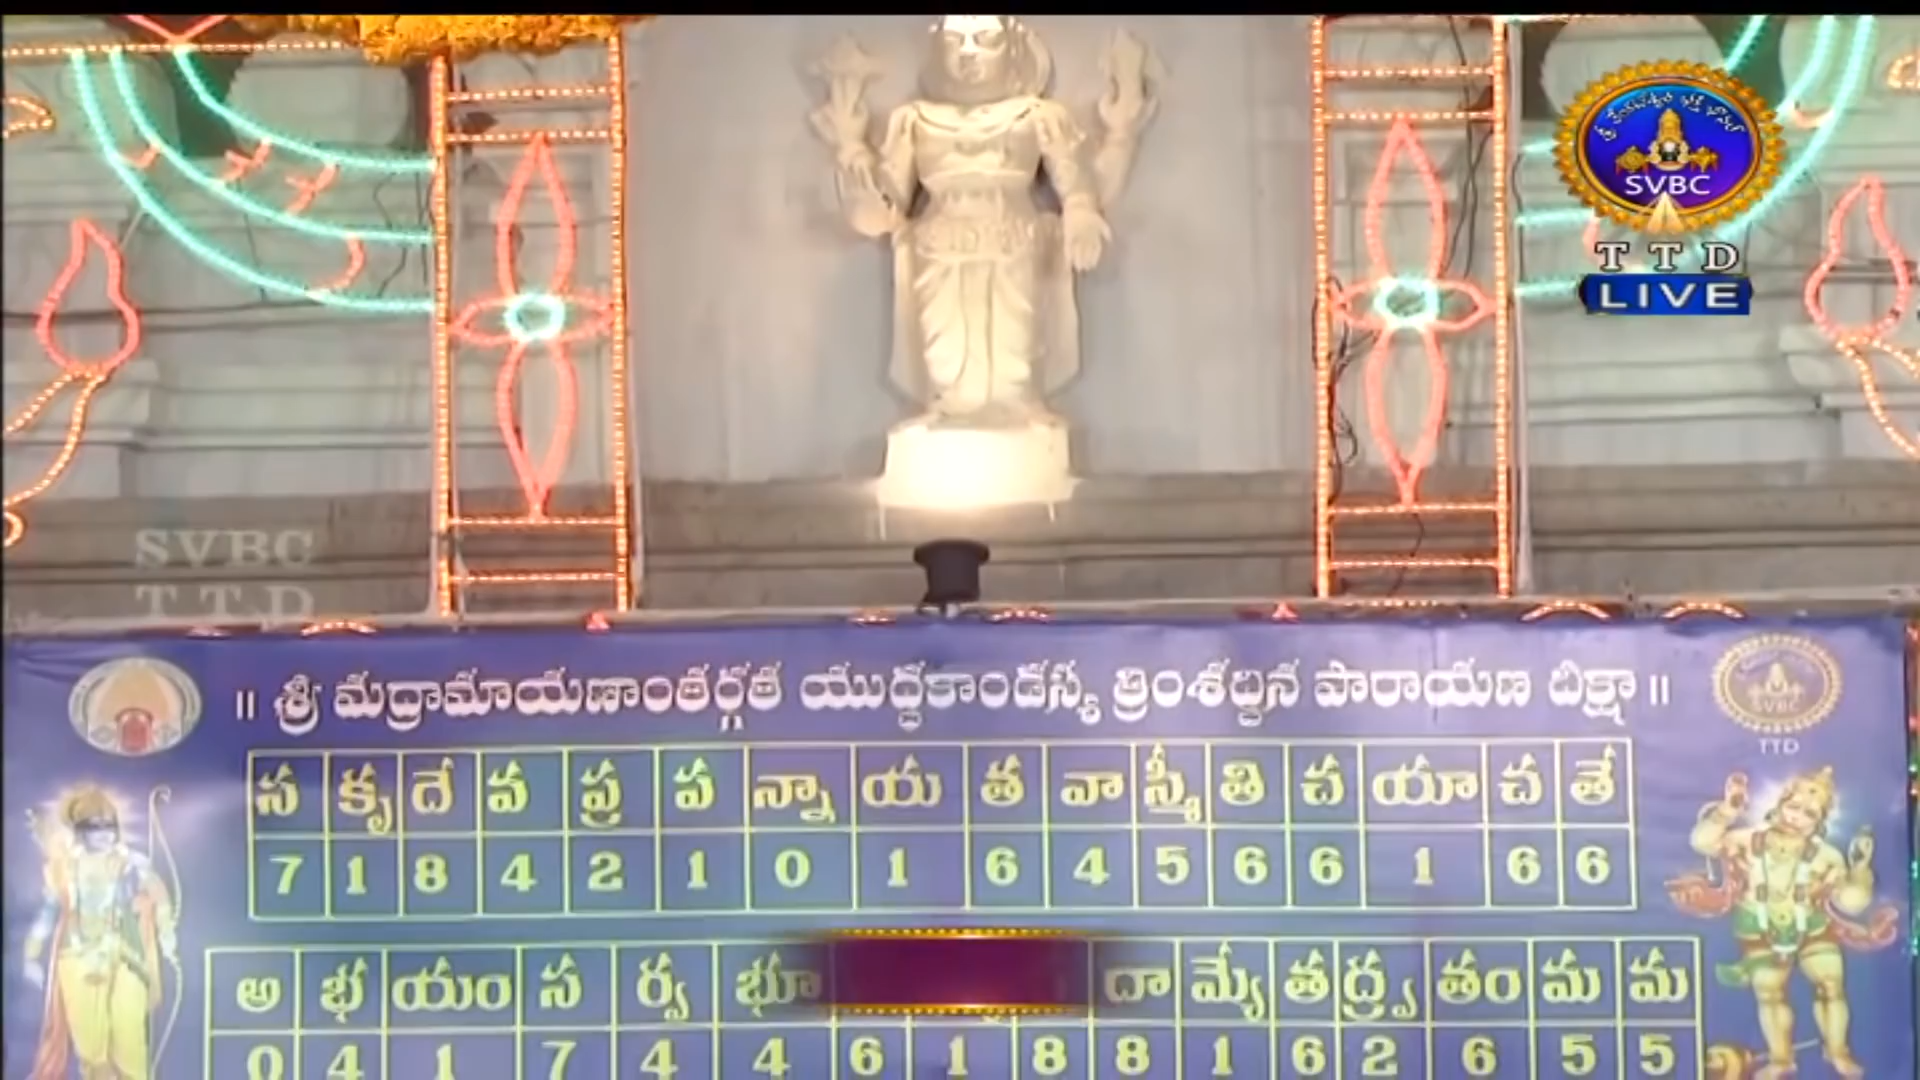 SVBC
T T D
LIVE
SVBC
T T D
|| శ్రీ మద్రామాయణాంతర్గత యుద్ధకాండస్య త్రింశద్దిన పారాయణ దీక్షా ||
SVBC
TTD
స కృ దే వ ప్ర ప న్నా య త వా స్మీ తి చ యా చ తే
7 1 8 4 2 1 0 1 6 4 5 6 6 1 6 6
అ భ యం స ర్వ భూ దా మ్యే త ద్ర్వ తం మ మ
0 4 1 7 4 4 6 1 8 8 1 6 2 6 5 5